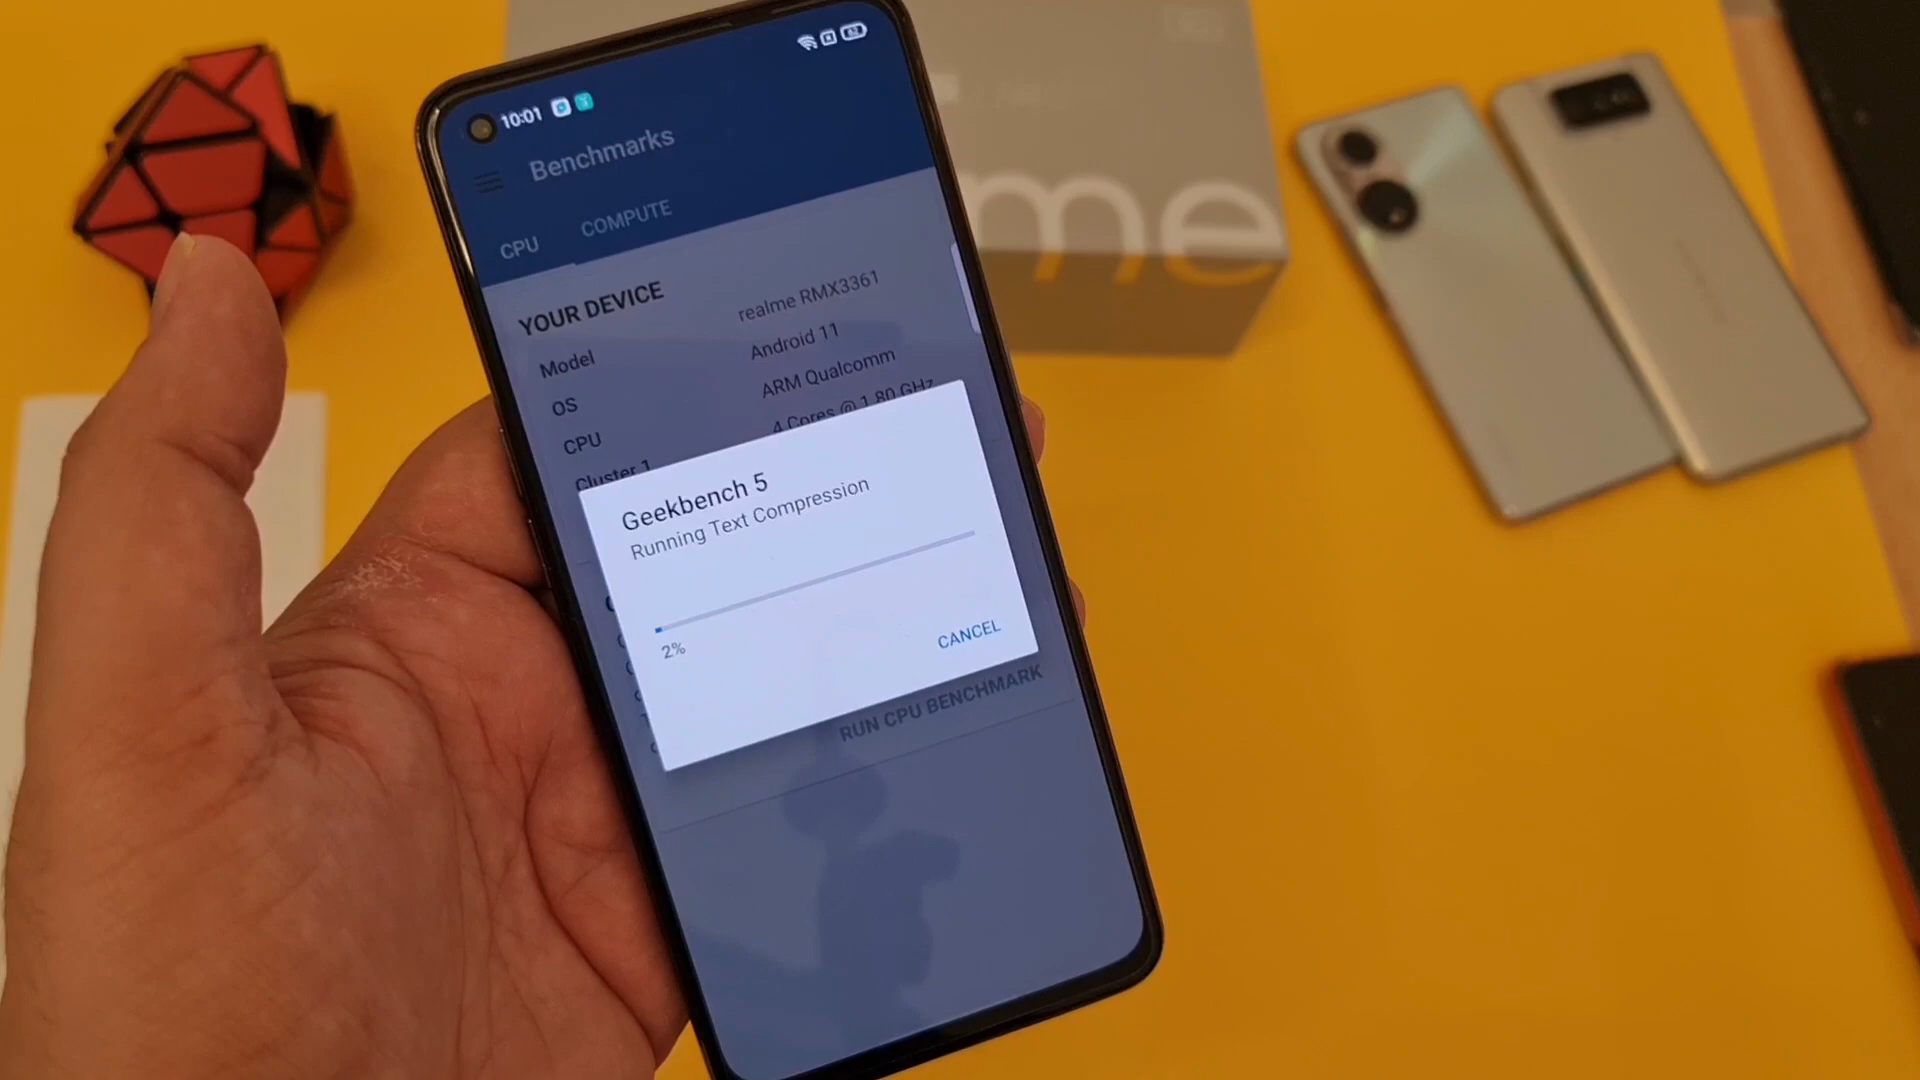 10:01
Benchmarks
CPU COMPUTE
YOUR DEVICE
Model realme RMX3361
OS Android 11
CPU ARM Qualcomm
Cluster 1 4 Cores @ 1.80 GHz
Geekbench 5
Running Text Compression
2%
CANCEL
RUN CPU BENCHMARK
me